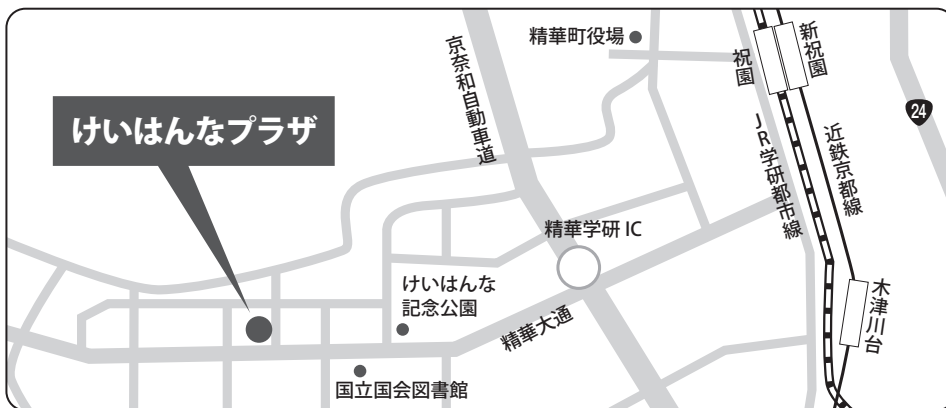 精華町役場
京奈和自動車道
祝園
新祝園
24
けいはんなプラザ
JR学研都市線
近鉄京都線
精華学研 IC
けいはんな
記念公園
精華大通
木津川台
国立国会図書館